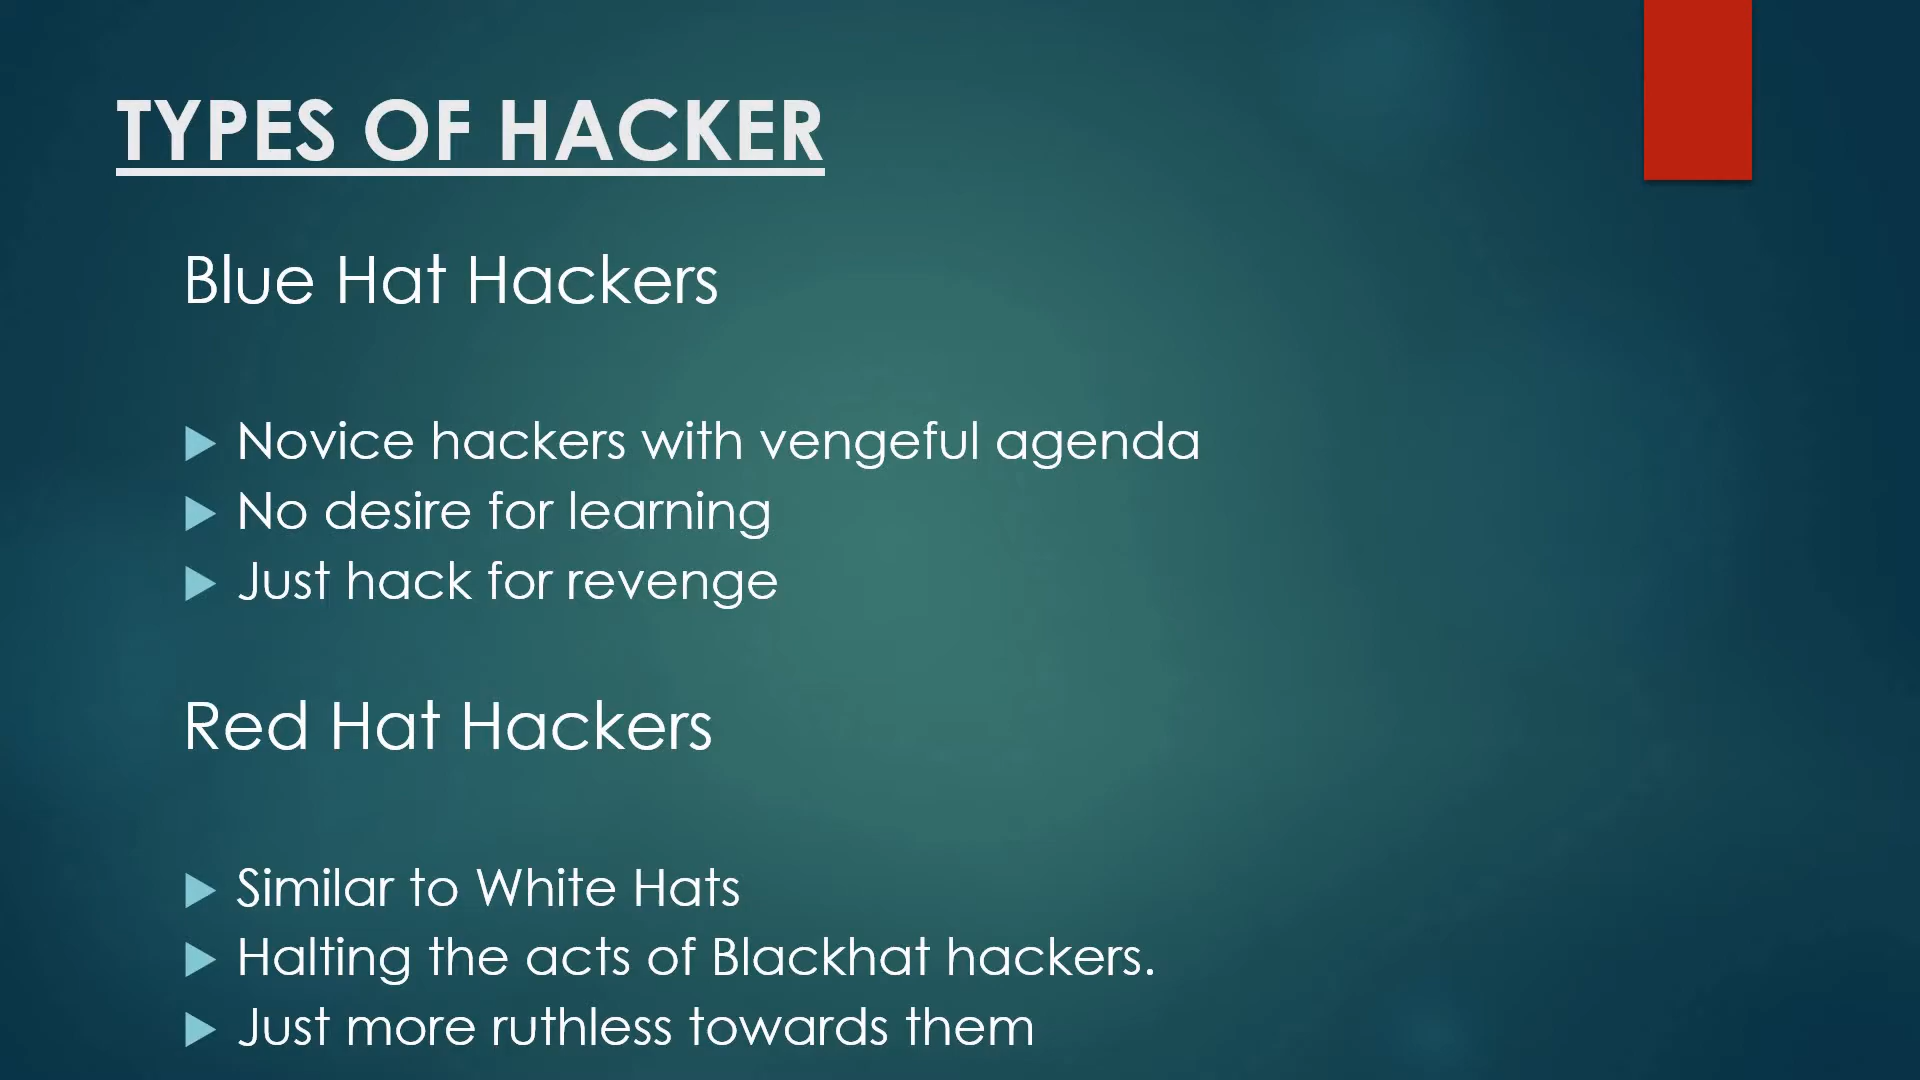 TYPES OF HACKER
Blue Hat Hackers
Novice hackers with vengeful agenda
No desire for learning
Just hack for revenge
Red Hat Hackers
Similar to White Hats
Halting the acts of Blackhat hackers.
Just more ruthless towards them